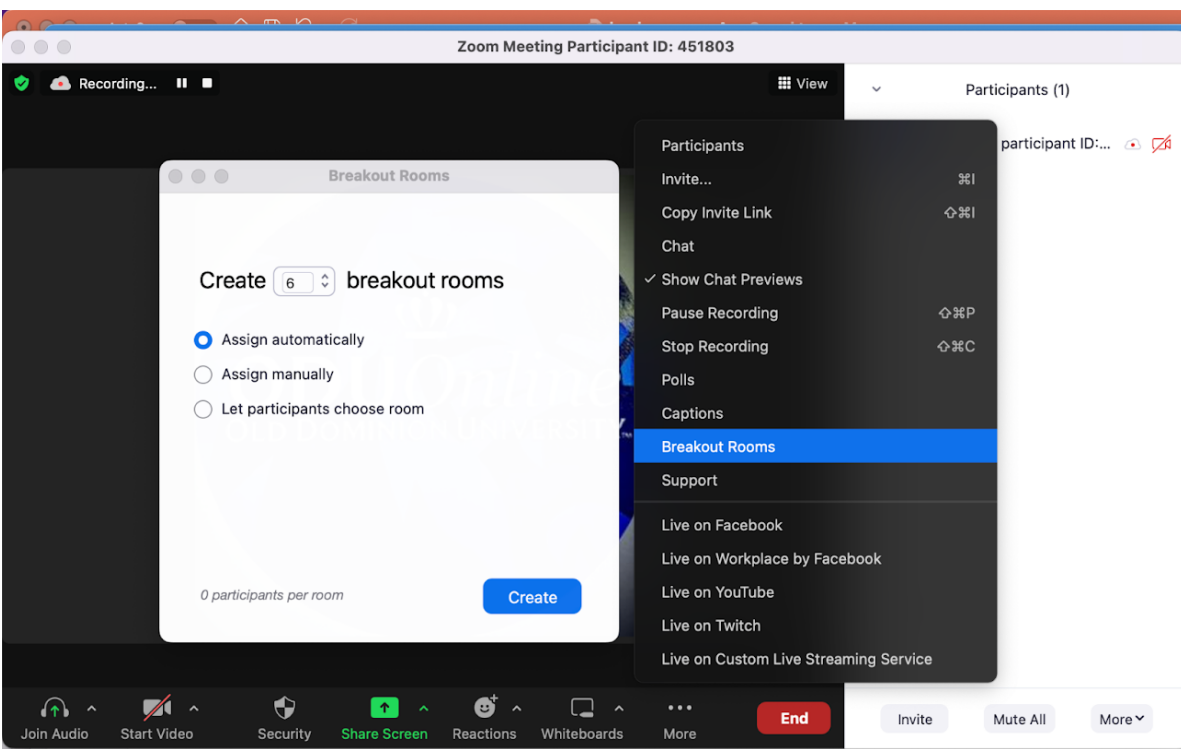 Zoom Meeting Participant ID: 451803
Recording...
View
Participants (1)
participant ID:...
Breakout Rooms
Create 6 breakout rooms
Assign automatically
Assign manually
Let participants choose room
ODUOnline
OLD DOMINION UNIVERSITY
0 participants per room
Create
Participants
Invite... ⌘I
Copy Invite Link ⇧⌘I
Chat
✓ Show Chat Previews
Pause Recording ⇧⌘P
Stop Recording ⇧⌘C
Polls
Captions
Breakout Rooms
Support
Live on Facebook
Live on Workplace by Facebook
Live on YouTube
Live on Twitch
Live on Custom Live Streaming Service
Join Audio
Start Video
Security
Share Screen
Reactions
Whiteboards
More
End
Invite
Mute All
More